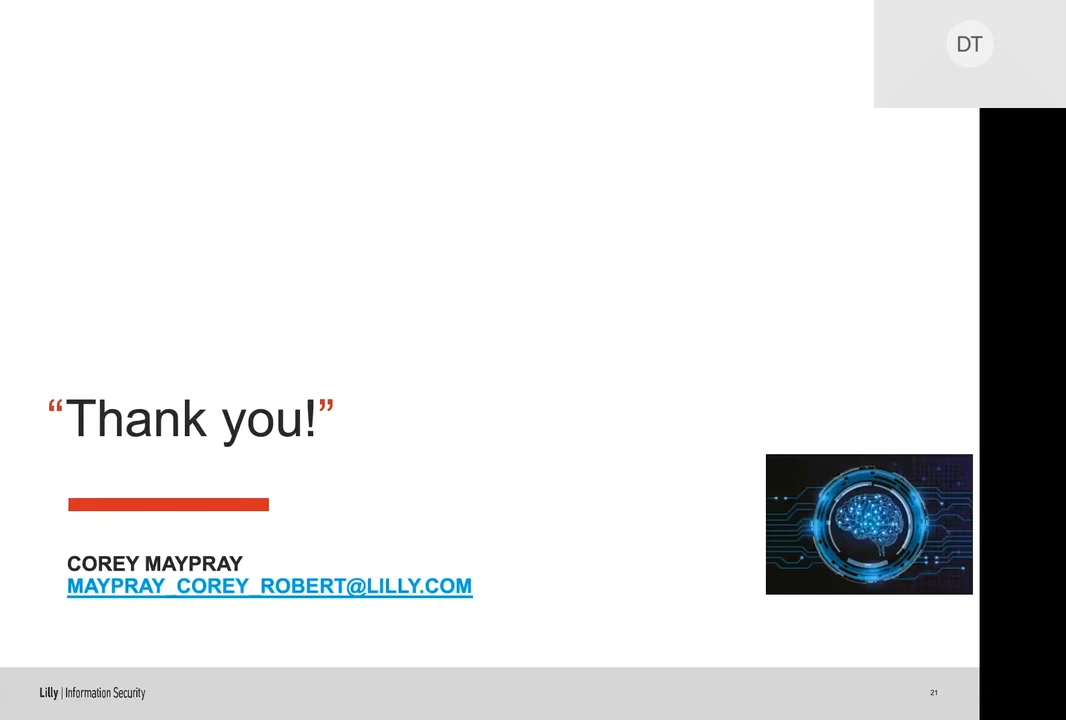 DT
“Thank you!”
COREY MAYPRAY
MAYPRAY_COREY_ROBERT@LILLY.COM
Lilly | Information Security
21